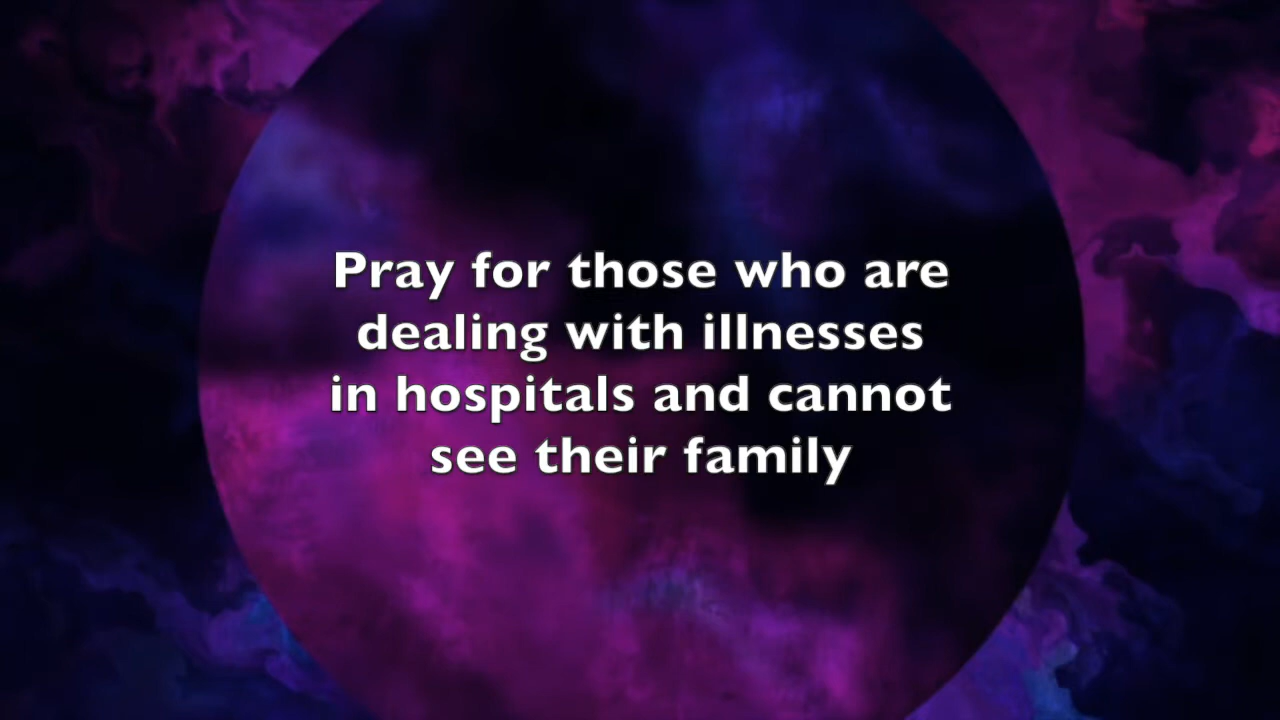 Pray for those who are
dealing with illnesses
in hospitals and cannot
see their family